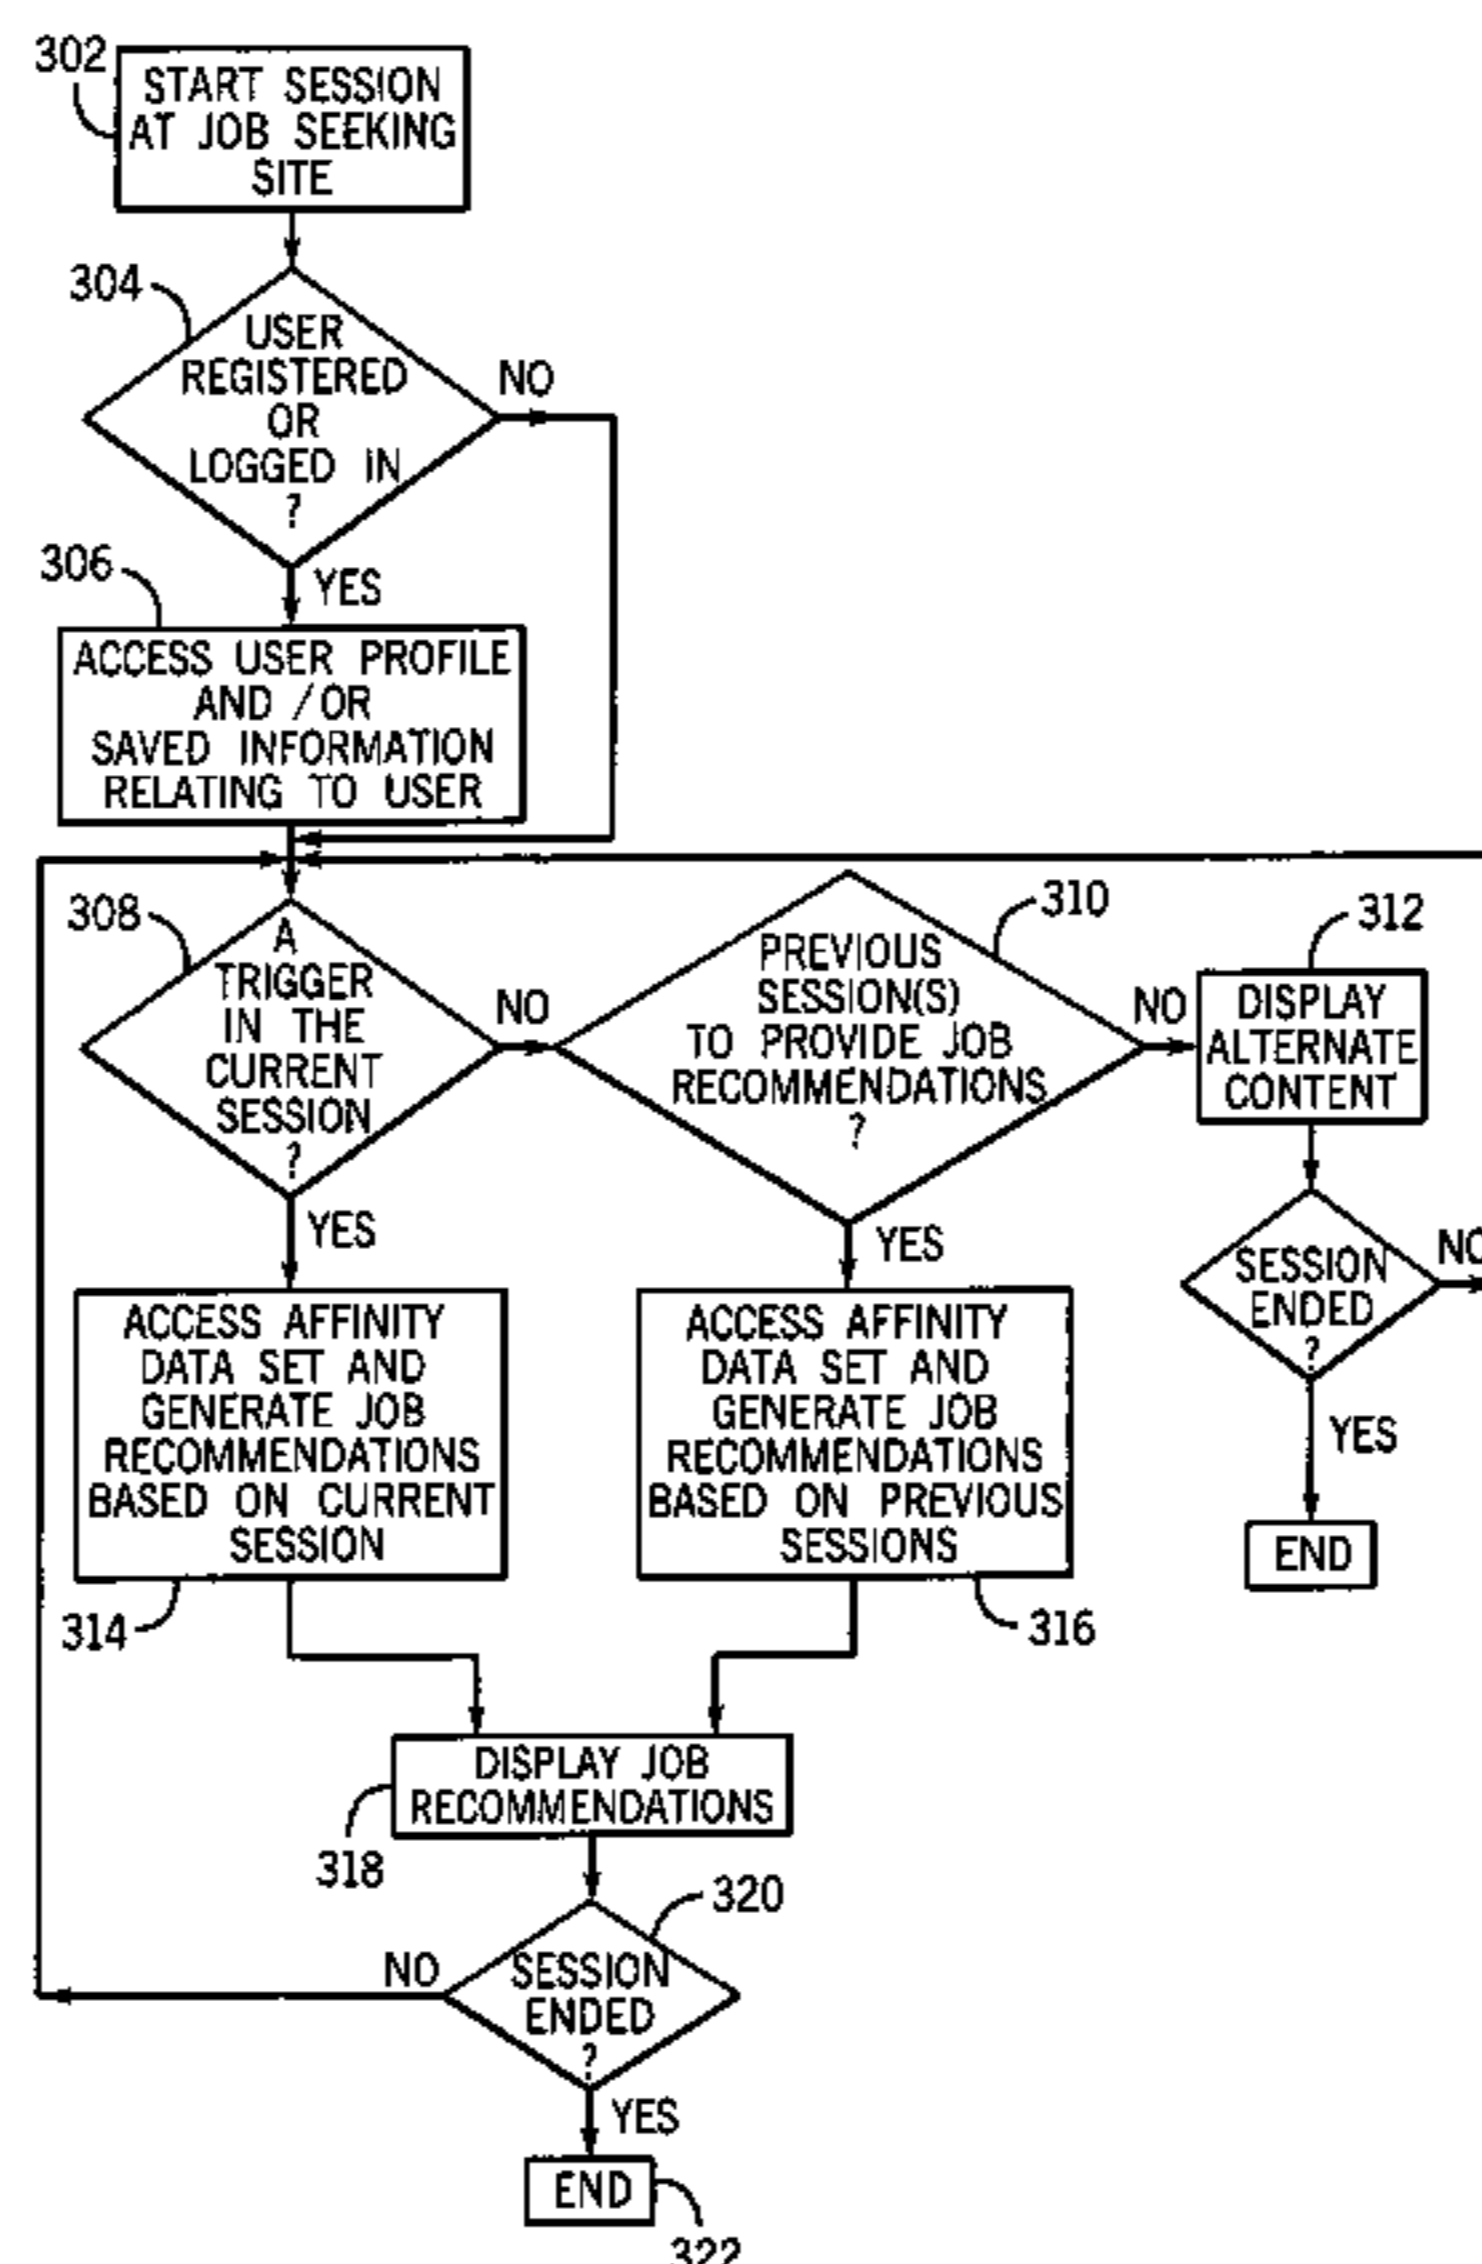 302
START SESSION
AT JOB SEEKING
SITE
304
USER
REGISTERED
OR
LOGGED IN
?
NO
YES
306
ACCESS USER PROFILE
AND /OR
SAVED INFORMATION
RELATING TO USER
308
A
TRIGGER
IN THE
CURRENT
SESSION
?
NO
YES
310
PREVIOUS
SESSION(S)
TO PROVIDE JOB
RECOMMENDATIONS
?
NO
YES
312
DISPLAY
ALTERNATE
CONTENT
SESSION
ENDED
?
NO
YES
END
ACCESS AFFINITY
DATA SET AND
GENERATE JOB
RECOMMENDATIONS
BASED ON CURRENT
SESSION
314
ACCESS AFFINITY
DATA SET AND
GENERATE JOB
RECOMMENDATIONS
BASED ON PREVIOUS
SESSIONS
316
DISPLAY JOB
RECOMMENDATIONS
318
320
SESSION
ENDED
?
NO
YES
END
322